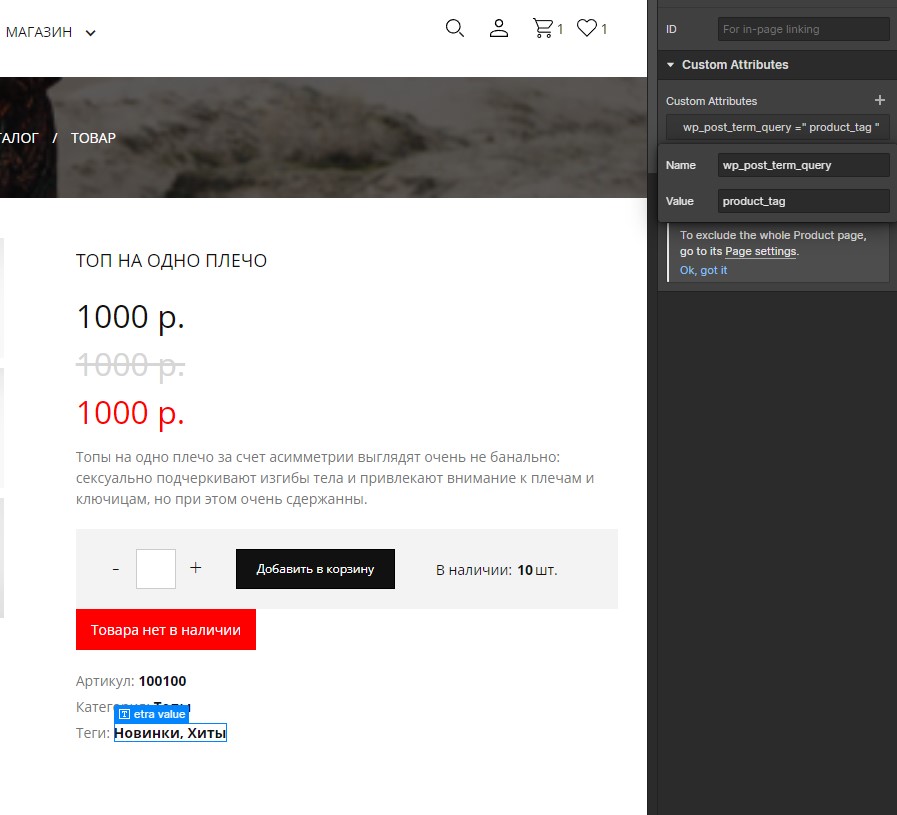 МАГАЗИН
1
1
/ ТОВАР
ТОП НА ОДНО ПЛЕЧО
1000 р.
1000 р.
1000 р.
Топы на одно плечо за счет асимметрии выглядят очень не банально:
сексуально подчеркивают изгибы тела и привлекают внимание к плечам и
ключицам, но при этом очень сдержанны.
- + Добавить в корзину В наличии: 10 шт.
Товара нет в наличии
Артикул: 100100
etra value
Теги: Новинки, Хиты
ID For in-page linking
Custom Attributes
Custom Attributes +
wp_post_term_query =" product_tag "
Name wp_post_term_query
Value product_tag
To exclude the whole Product page,
go to its Page settings.
Ok, got it